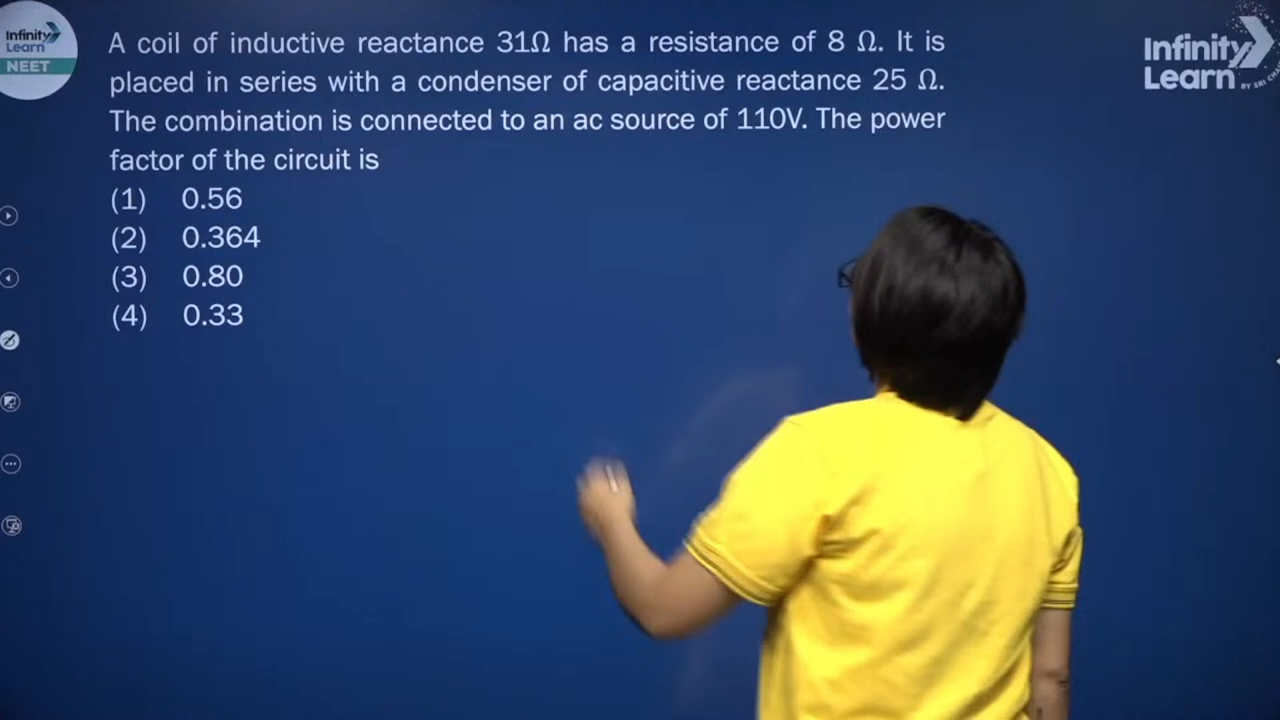 Infinity
Learn
NEET
A coil of inductive reactance 31Ω has a resistance of 8 Ω. It is
placed in series with a condenser of capacitive reactance 25 Ω.
The combination is connected to an ac source of 110V. The power
factor of the circuit is
(1) 0.56
(2) 0.364
(3) 0.80
(4) 0.33
Infinity
Learn
BY SRI